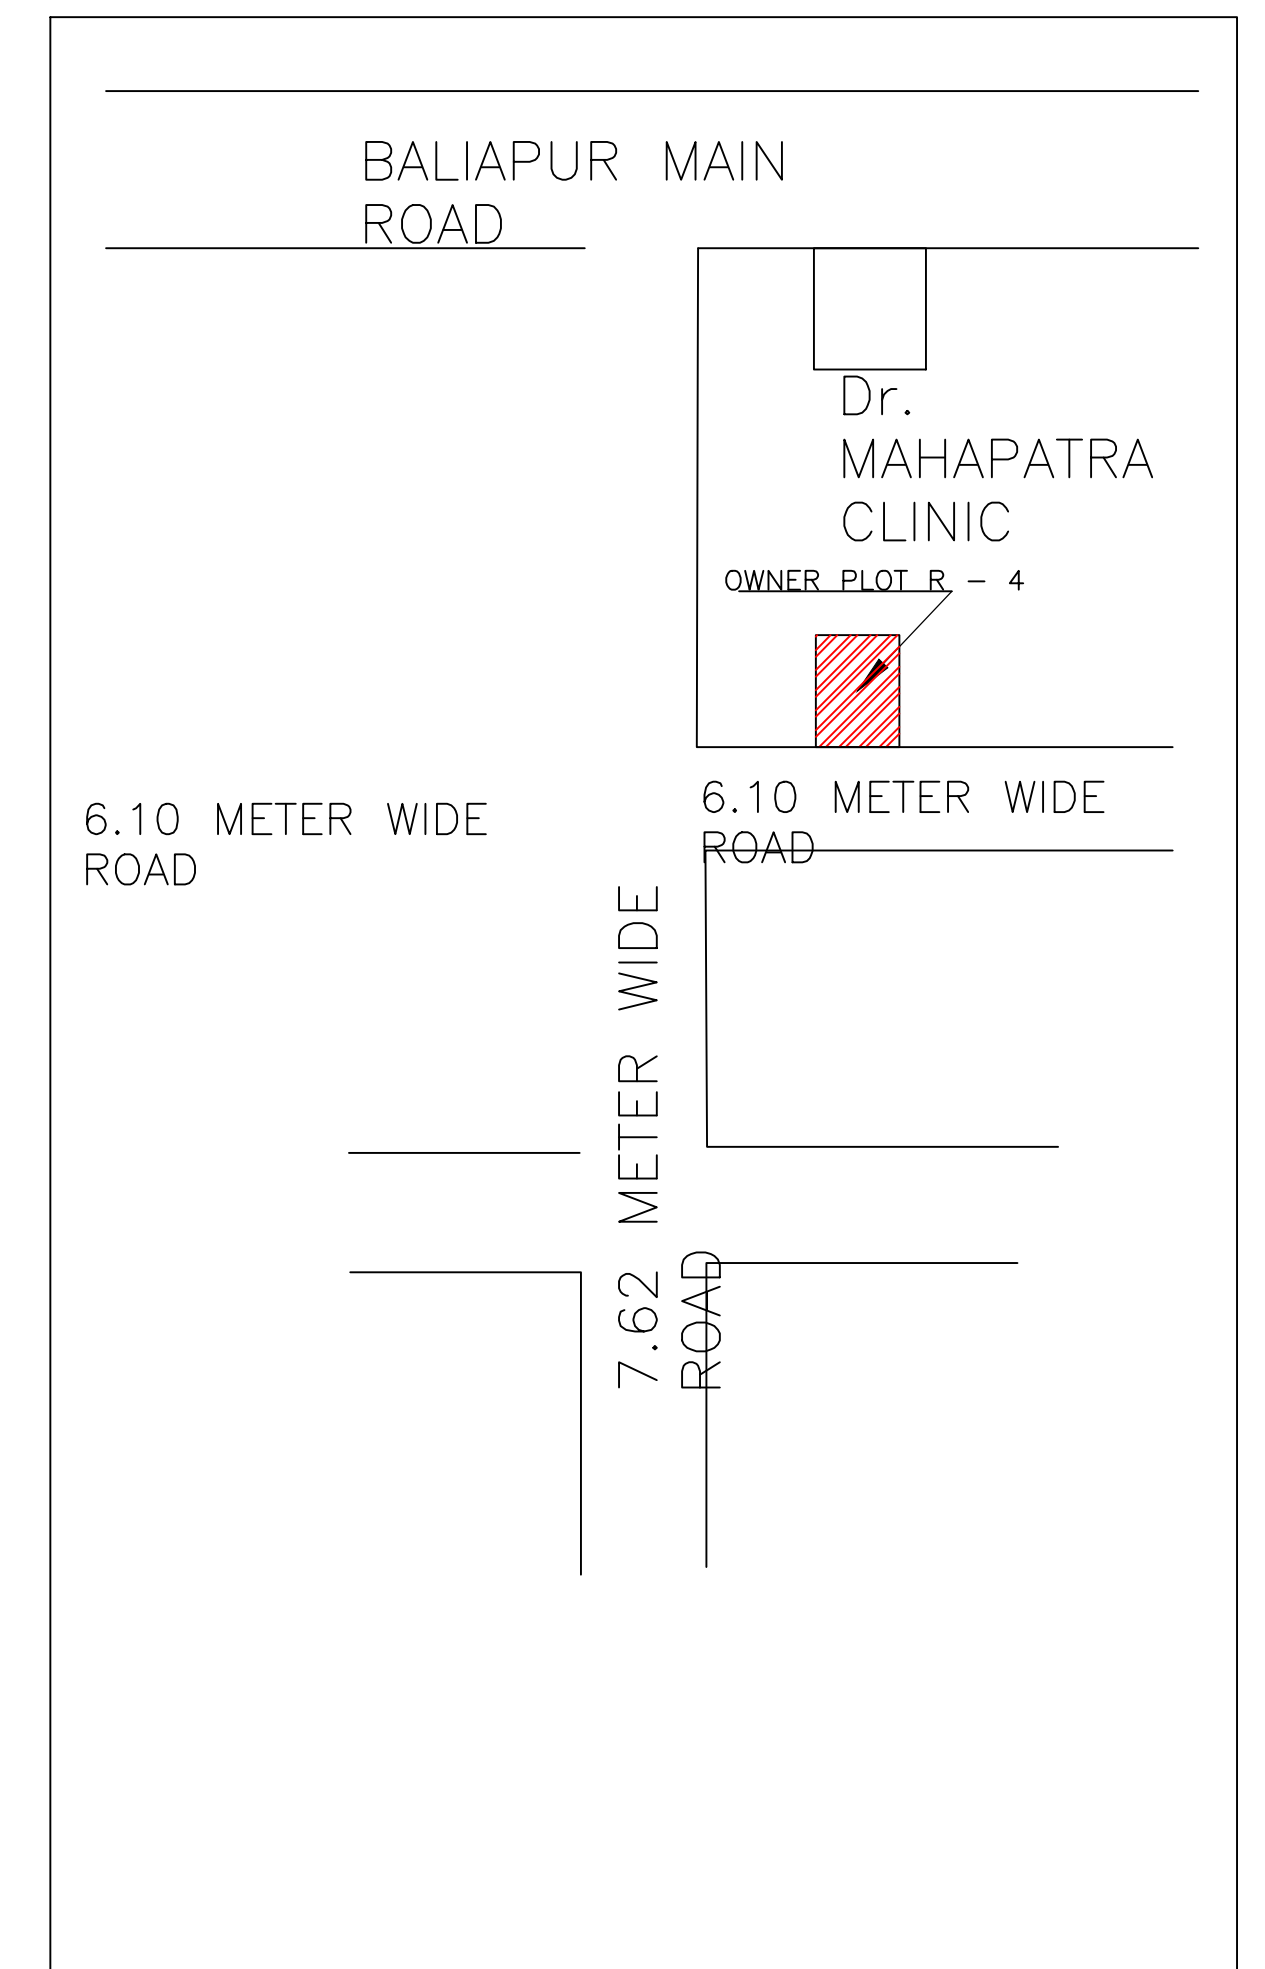 BALIAPUR MAIN
ROAD
Dr.
MAHAPATRA
CLINIC
OWNER PLOT R - 4
6.10 METER WIDE
ROAD
6.10 METER WIDE
ROAD
7.62 METER WIDE
ROAD